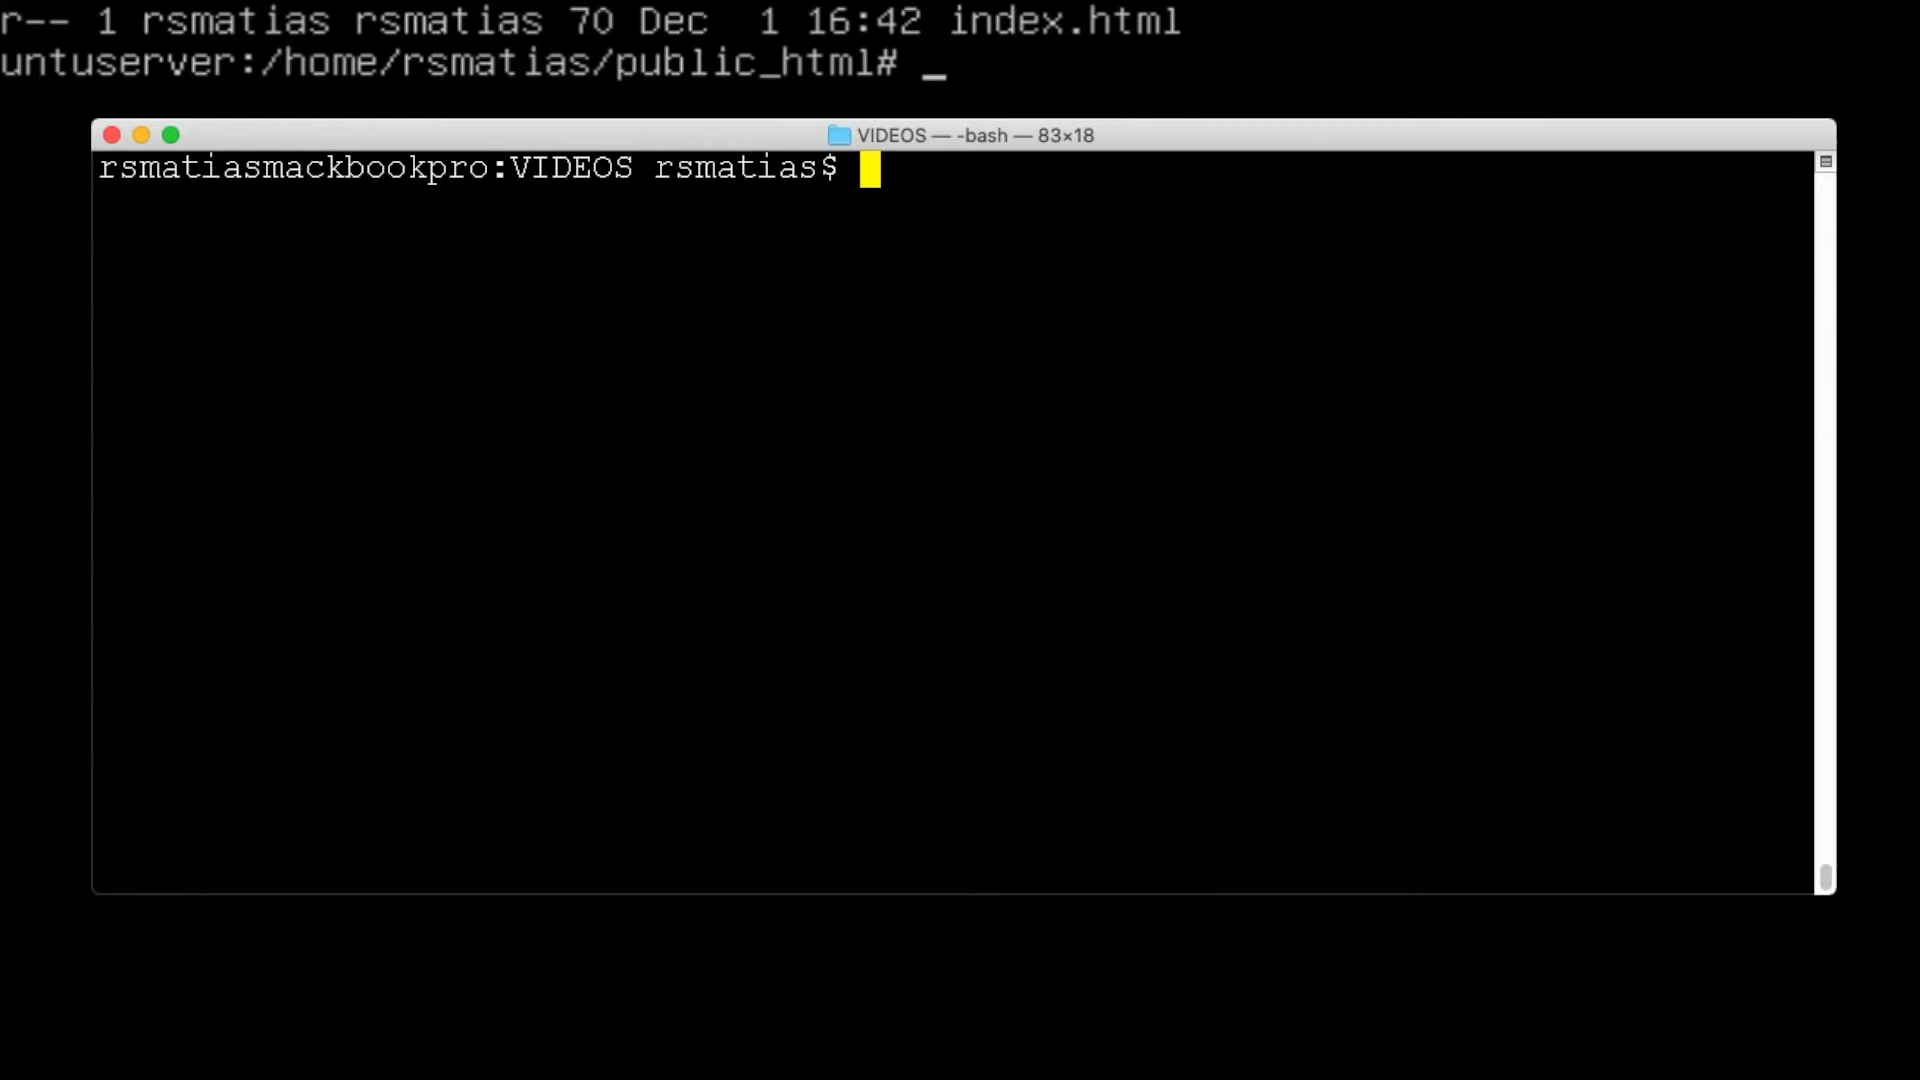 r-- 1 rsmatias rsmatias 70 Dec  1 16:42 index.html
untuserver:/home/rsmatias/public_html# _
VIDEOS — -bash — 83×18
rsmatiasmackbookpro:VIDEOS rsmatias$